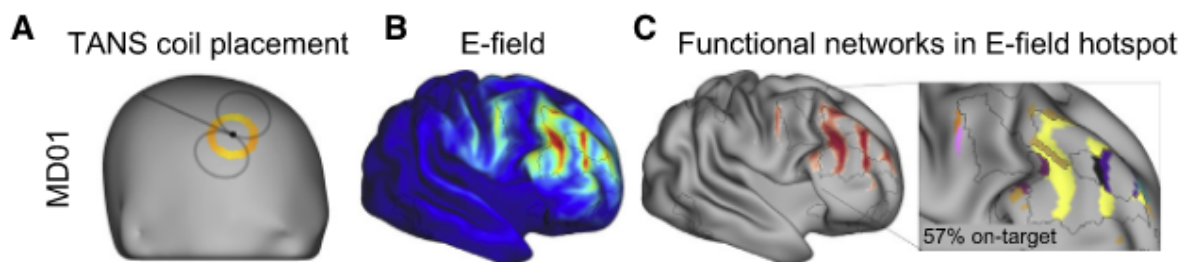 A TANS coil placement
B E-field
C Functional networks in E-field hotspot
MD01
57% on-target